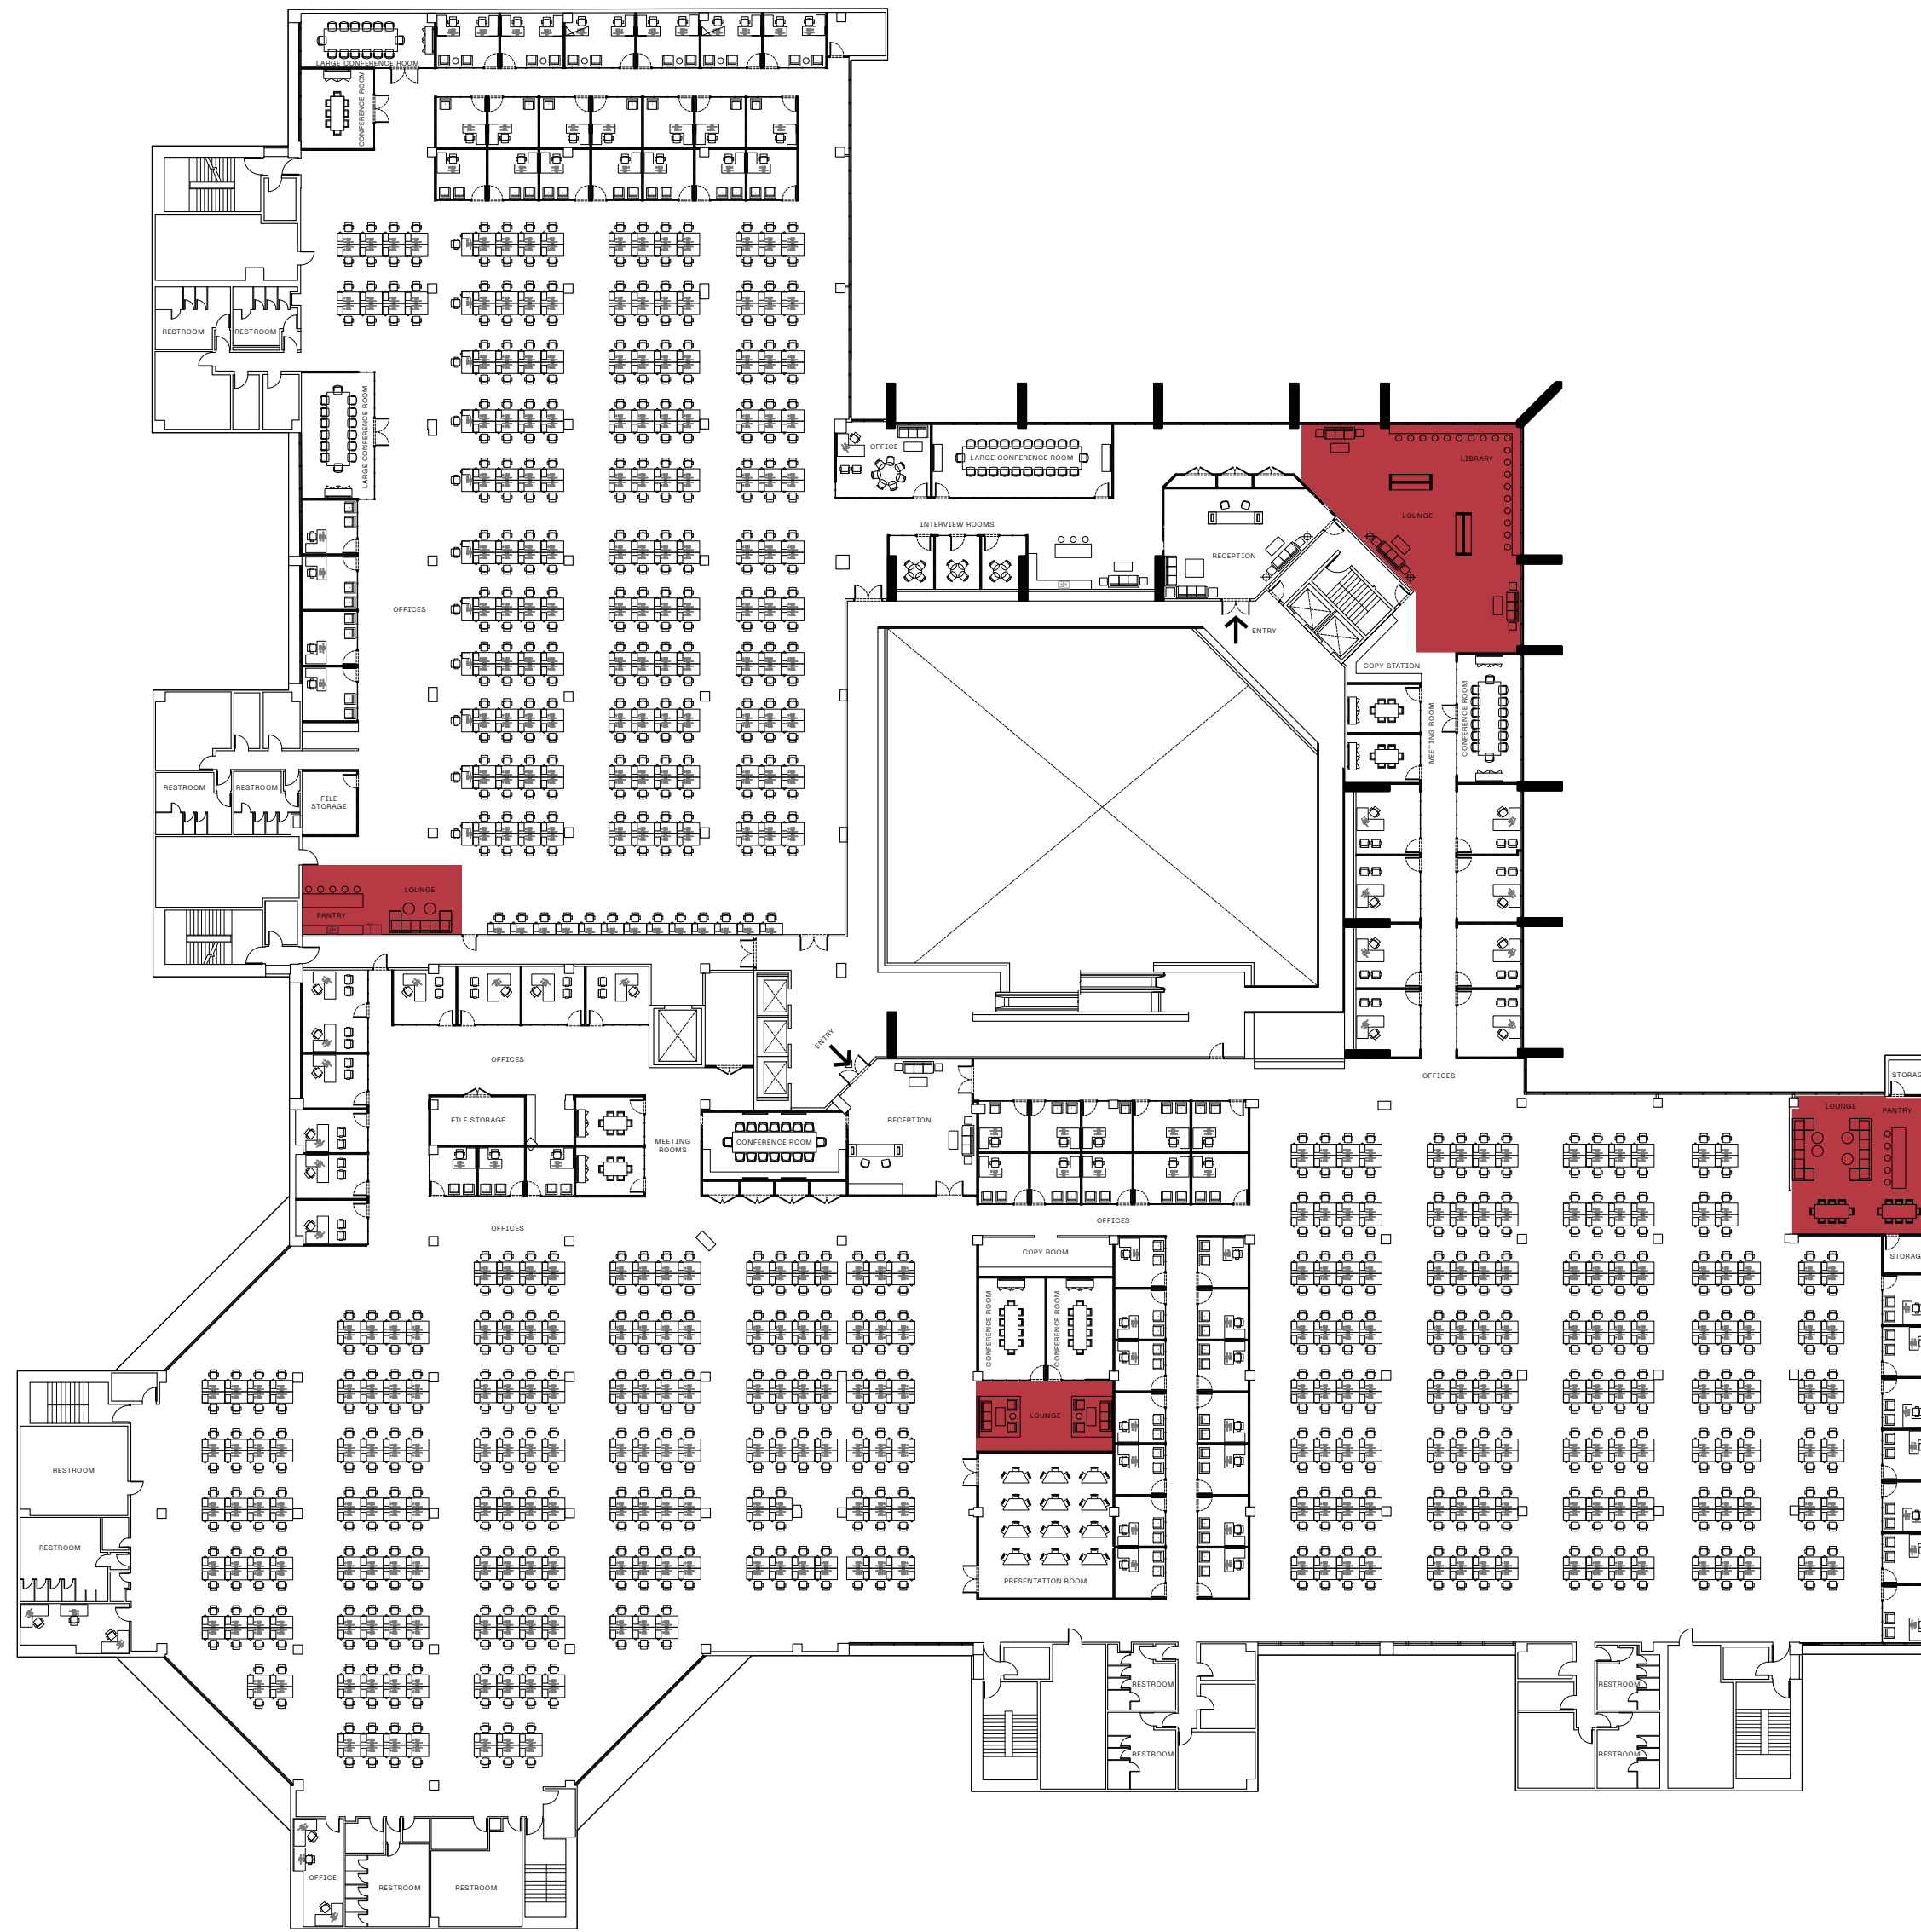 LARGE CONFERENCE ROOM
CONFERENCE ROOM
RESTROOM
RESTROOM
LARGE CONFERENCE ROOM
OFFICE
LARGE CONFERENCE ROOM
LIBRARY
LOUNGE
INTERVIEW ROOMS
RECEPTION
OFFICES
ENTRY
COPY STATION
MEETING ROOM
CONFERENCE ROOM
RESTROOM
RESTROOM
FILE
STORAGE
LOUNGE
PANTRY
ENTRY
OFFICES
OFFICES
STORAG
LOUNGE
PANTRY
FILE STORAGE
MEETING
ROOMS
CONFERENCE ROOM
RECEPTION
OFFICES
OFFICES
COPY ROOM
STORAG
CONFERENCE ROOM
CONFERENCE ROOM
LOUNGE
RESTROOM
RESTROOM
PRESENTATION ROOM
RESTROOM
RESTROOM
RESTROOM
RESTROOM
OFFICE
RESTROOM
RESTROOM